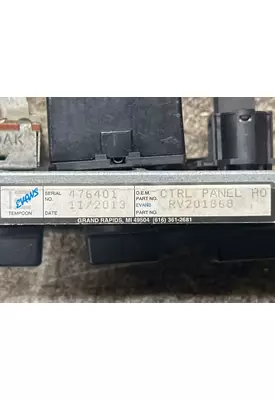 OAK
EVANS
TEMPCON
SERIAL NO: 476401
DATE 11/2013
O.E.M. PART NO. CTRL PANEL HO
EVANS PART NO. RV201868
GRAND RAPIDS, MI 49504 (616) 361-2681